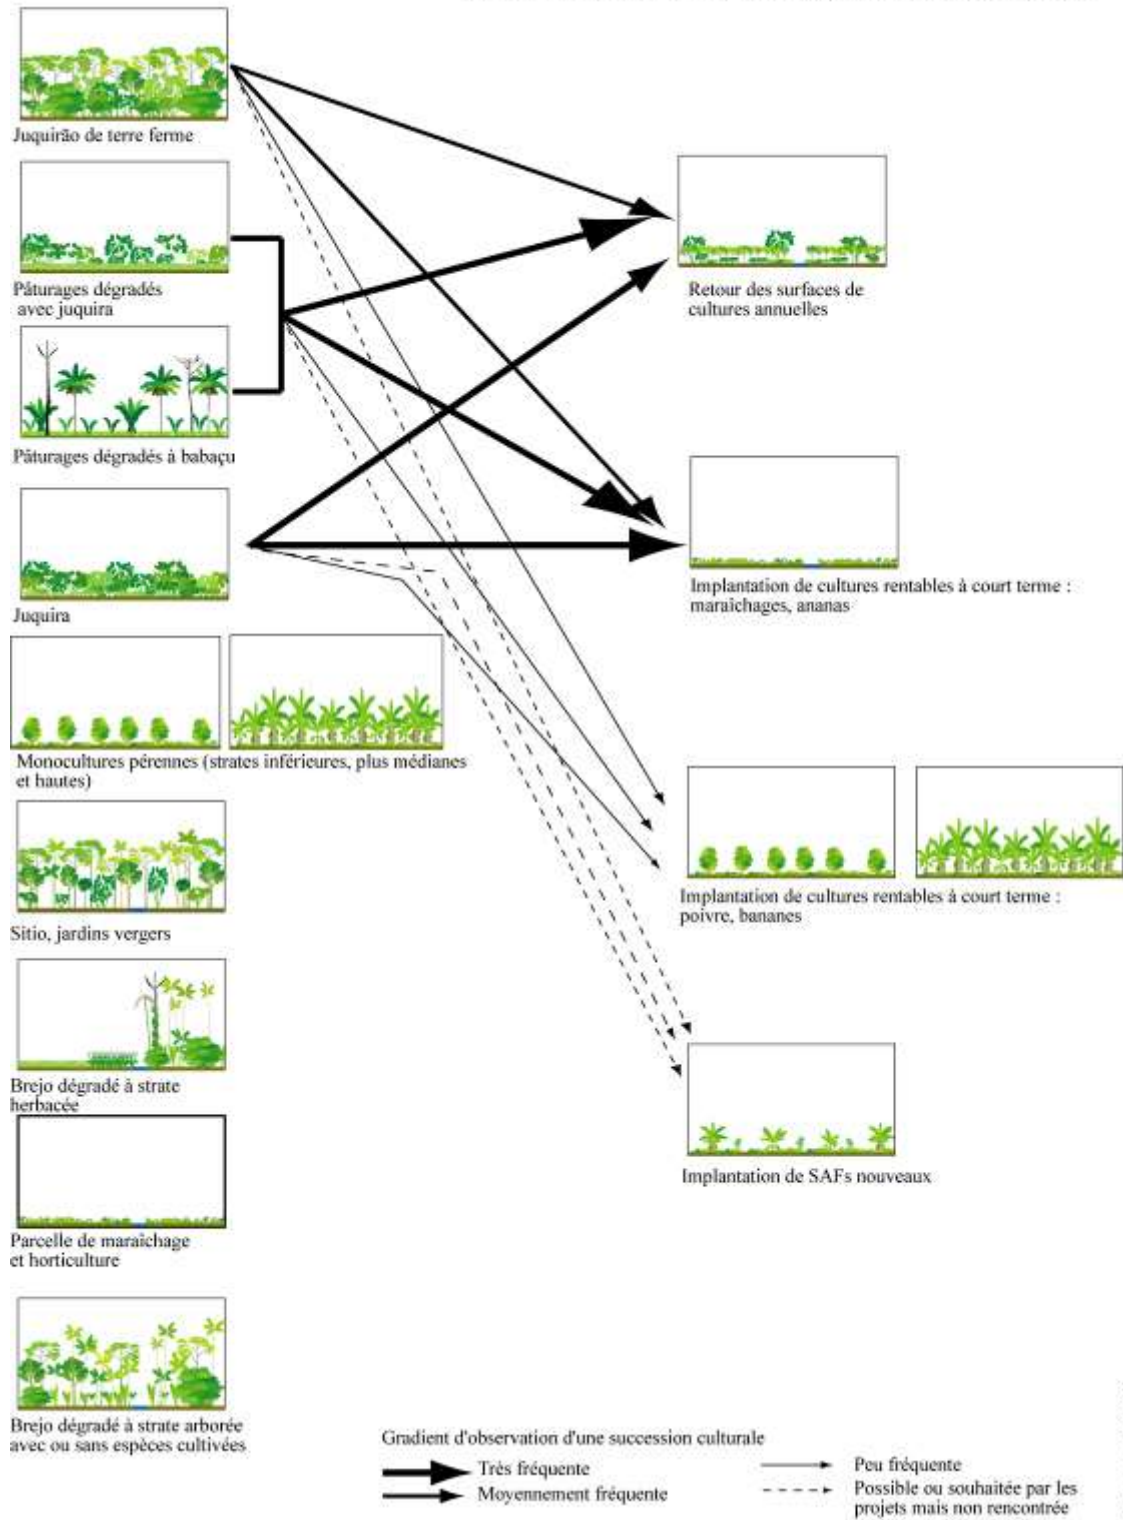 Juquirão de terre ferme
Pâturages dégradés
avec juquira
Pâturages dégradés à babaçu
Juquira
Monocultures pérennes (strates inférieures, plus médianes
et hautes)
Sitio, jardins vergers
Brejo dégradé à strate
herbacée
Parcelle de maraîchage
et horticulture
Brejo dégradé à strate arborée
avec ou sans espèces cultivées
Retour des surfaces de
cultures annuelles
Implantation de cultures rentables à court terme :
maraîchages, ananas
Implantation de cultures rentables à court terme :
poivre, bananes
Implantation de SAFs nouveaux
Gradient d'observation d'une succession culturale
Très fréquente
Moyennement fréquente
Peu fréquente
Possible ou souhaitée par les
projets mais non rencontrée